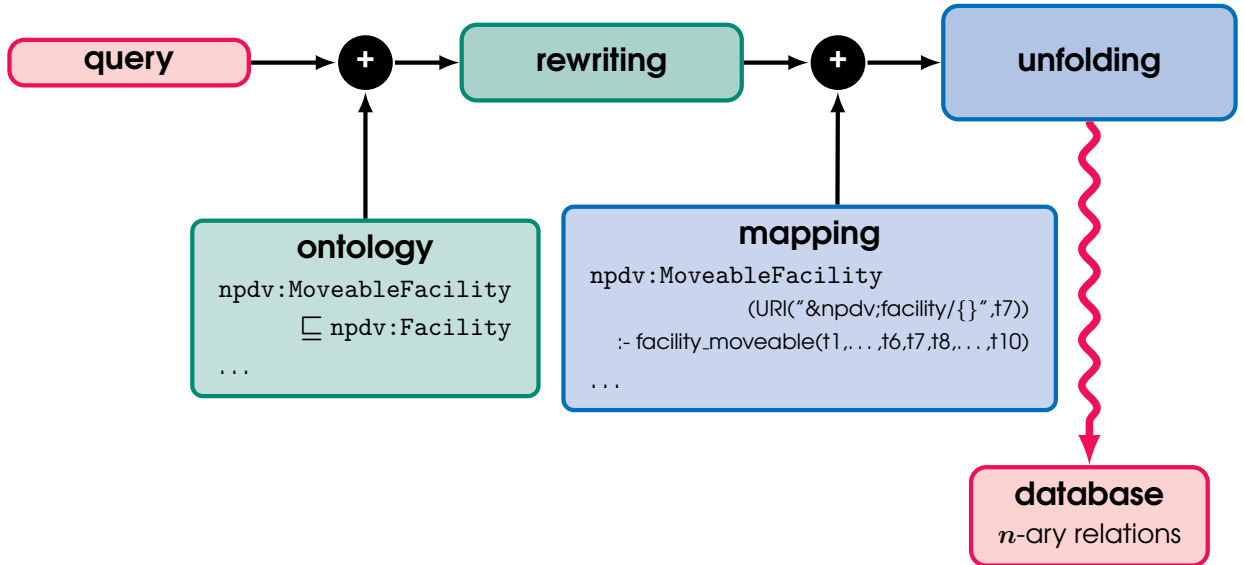 query
+
rewriting
+
unfolding
ontology
npdv:MoveableFacility
⊑ npdv:Facility
...
mapping
npdv:MoveableFacility
(URI("&npdv;facility/{}",t7))
:- facility_moveable(t1,...,t6,t7,t8,...,t10)
...
database
n-ary relations